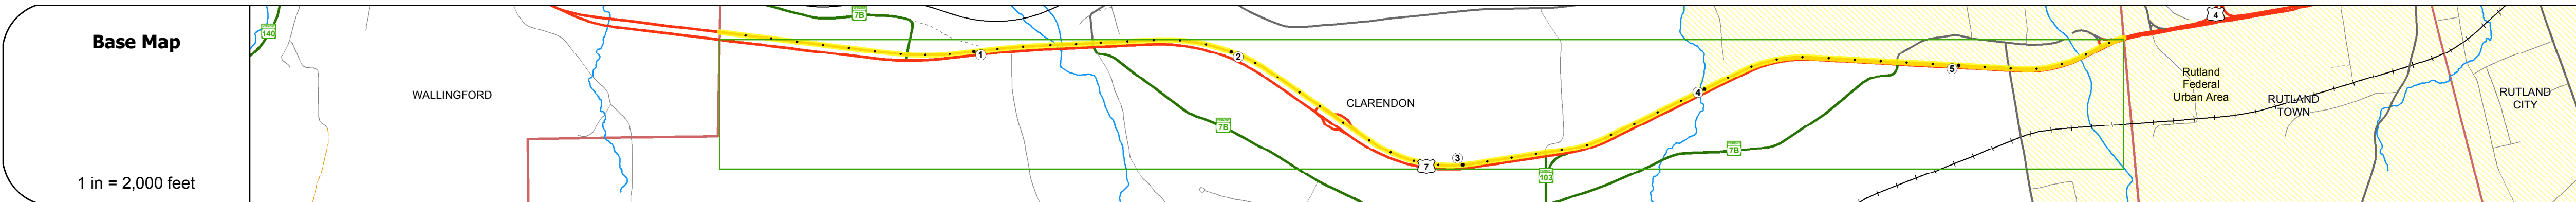 Base Map
1 in = 2,000 feet
140
WALLINGFORD
7B
1
7B
2
CLARENDON
7
3
103
4
7B
5
4
Rutland
Federal
Urban Area
RUTLAND
TOWN
RUTLAND
CITY